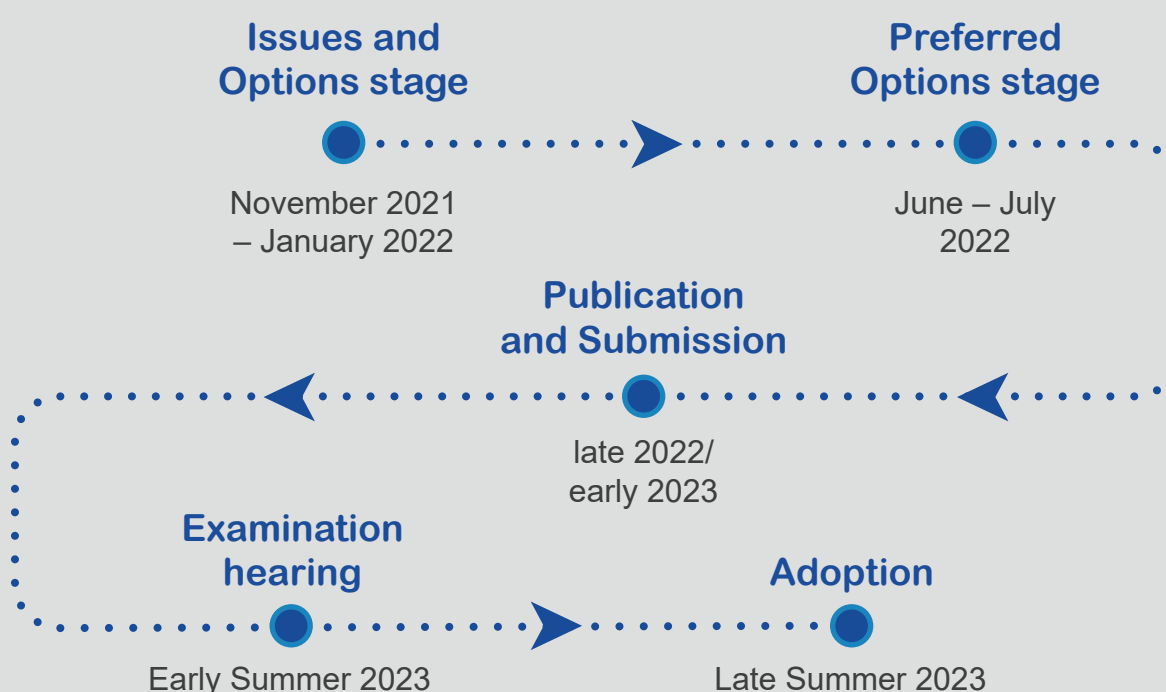 Issues and
Options stage
November 2021
– January 2022
Preferred
Options stage
June – July
2022
Publication
and Submission
late 2022/
early 2023
Examination
hearing
Early Summer 2023
Adoption
Late Summer 2023